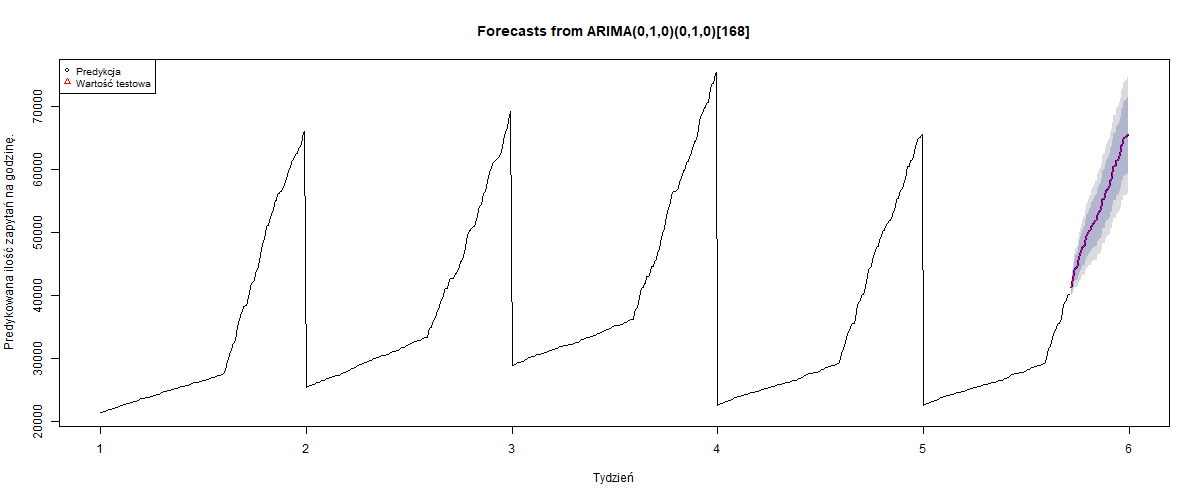 Forecasts from ARIMA(0,1,0)(0,1,0)[168]
Predykcja
Wartość testowa
Predykowana ilość zapytań na godzinę.
70000
60000
50000
40000
30000
20000
1 2 3 4 5 6
Tydzień